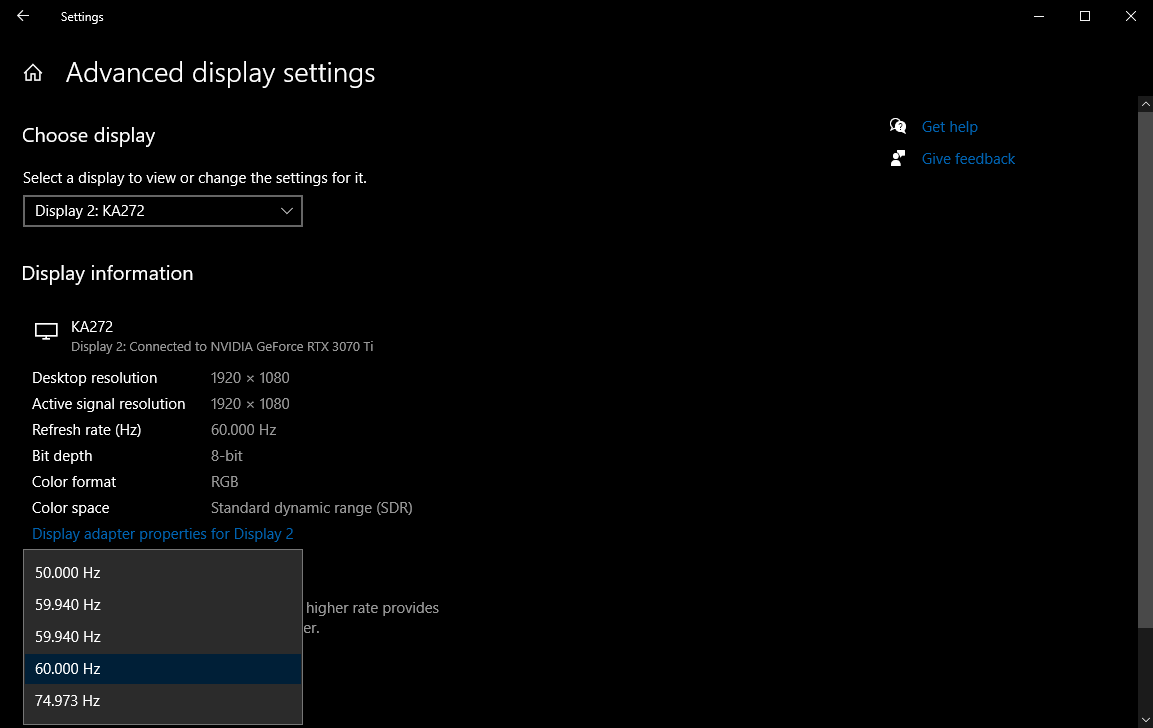 Settings
Advanced display settings
Choose display
Get help
Give feedback
Select a display to view or change the settings for it.
Display 2: KA272
Display information
KA272
Display 2: Connected to NVIDIA GeForce RTX 3070 Ti
Desktop resolution 1920 × 1080
Active signal resolution 1920 × 1080
Refresh rate (Hz) 60.000 Hz
Bit depth 8-bit
Color format RGB
Color space Standard dynamic range (SDR)
Display adapter properties for Display 2
50.000 Hz
59.940 Hz
higher rate provides
er.
59.940 Hz
60.000 Hz
74.973 Hz